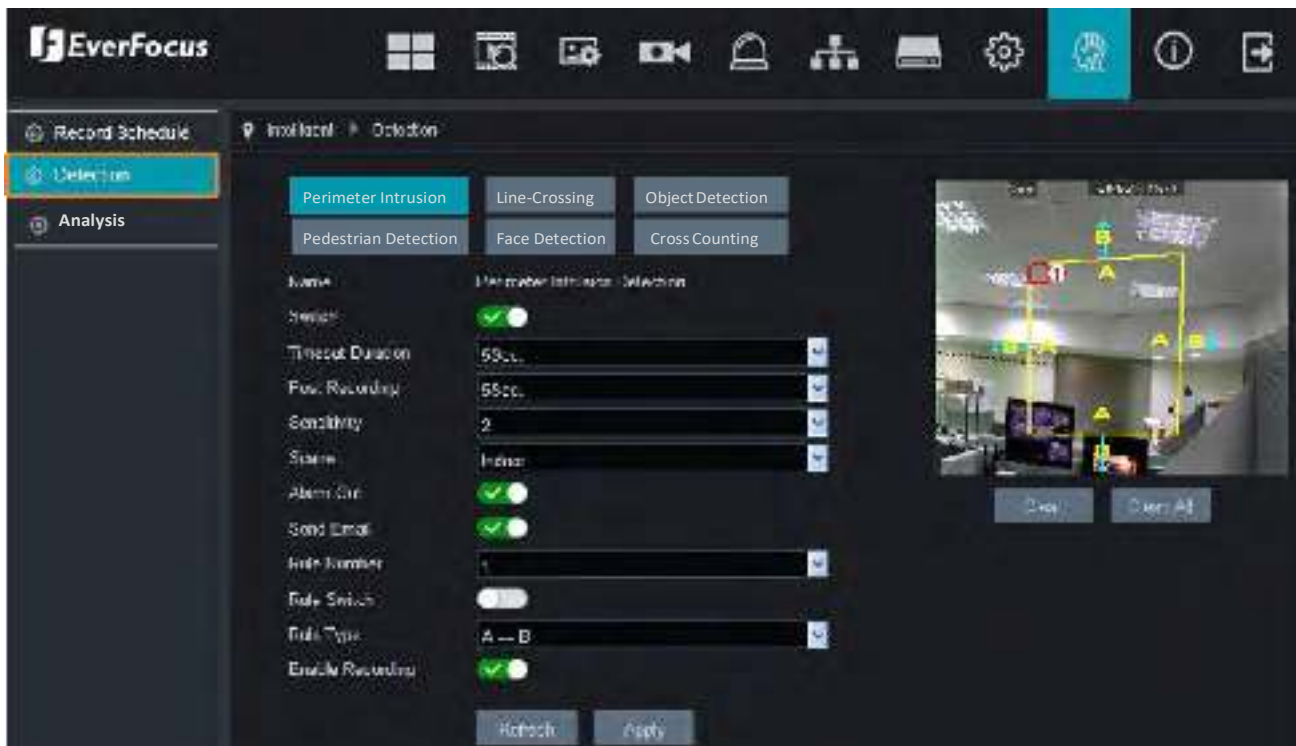 EverFocus
Record Schedule
Intelligent Detection
Detection
Analysis
Perimeter Intrusion Line-Crossing Object Detection
Pedestrian Detection Face Detection Cross Counting
Name Perimeter Intrusion Detection
Switch
Timeout Duration 5Sec.
Post Recording 5Sec.
Sensitivity 2
Scene Indoor
Alarm Out
Send Email
Rule Number 1
Rule Switch
Rule Type
Enable Recording
Refresh Apply
B
A
1
B A A B
A
B
Clear Clear All